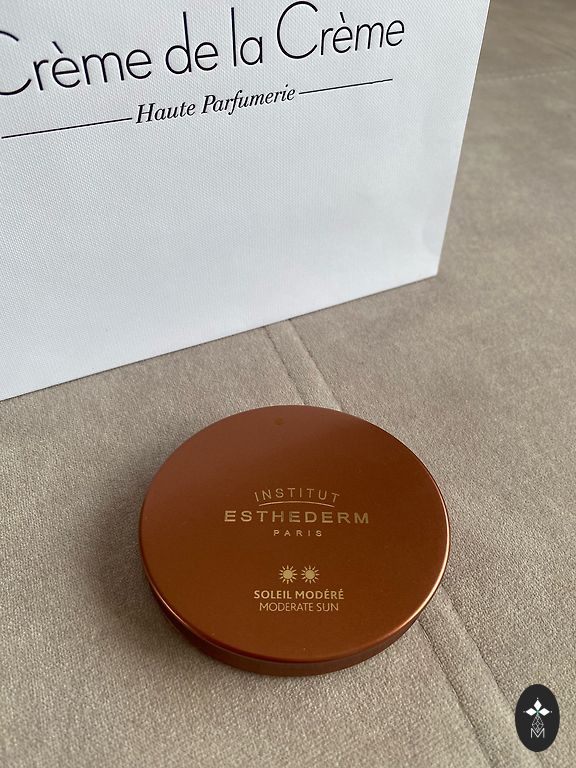 Crème de la Crème
Haute Parfumerie
INSTITUT
ESTHEDERM
PARIS
SOLEIL MODÉRÉ
MODERATE SUN
M